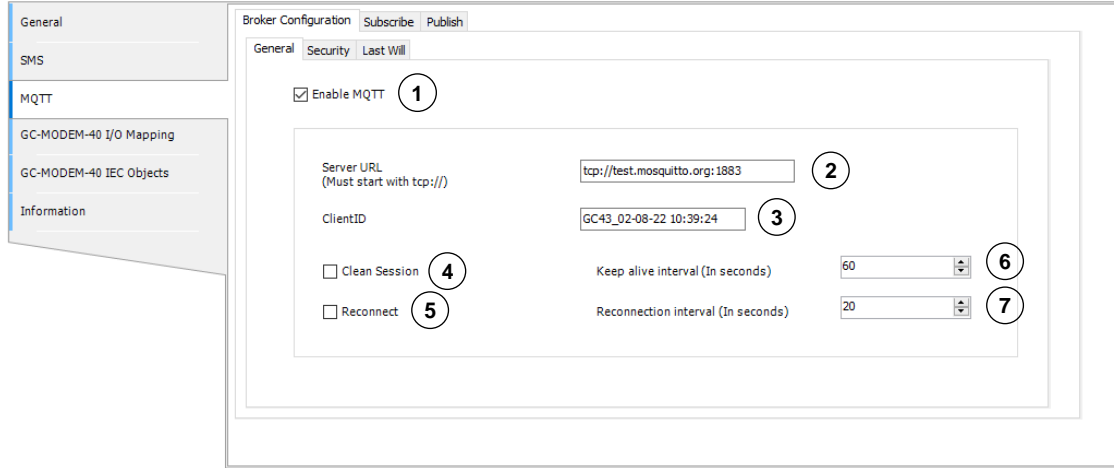 General
SMS
MQTT
GC-MODEM-40 I/O Mapping
GC-MODEM-40 IEC Objects
Information
Broker Configuration Subscribe Publish
General Security Last Will
Enable MQTT 1
Server URL
(Must start with tcp://)
tcp://test.mosquitto.org:1883 2
ClientID GC43_02-08-22 10:39:24 3
Clean Session 4 Keep alive interval (In seconds) 60 6
Reconnect 5 Reconnection interval (In seconds) 20 7